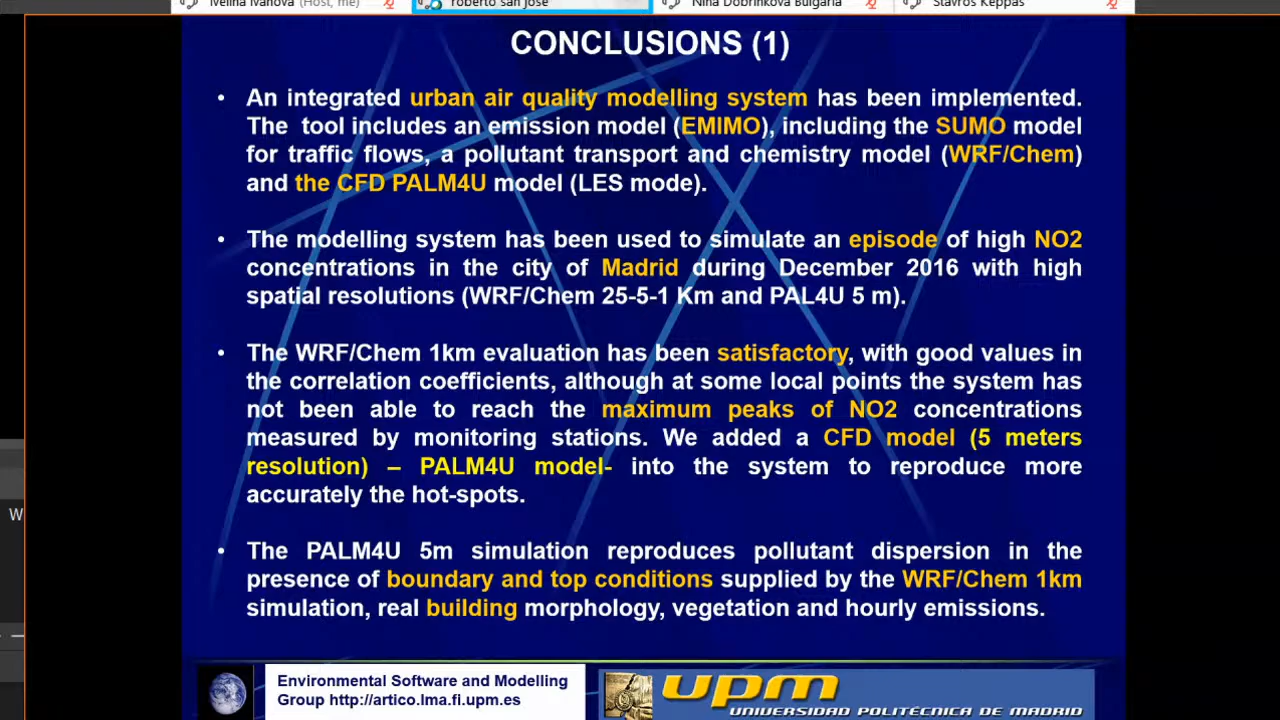 Ivelina Ivanova (Host, me)
roberto san jose
Nina Dobrinkova Bulgaria
Stavros Keppas
CONCLUSIONS (1)
• An integrated urban air quality modelling system has been implemented.
The tool includes an emission model (EMIMO), including the SUMO model
for traffic flows, a pollutant transport and chemistry model (WRF/Chem)
and the CFD PALM4U model (LES mode).
• The modelling system has been used to simulate an episode of high NO2
concentrations in the city of Madrid during December 2016 with high
spatial resolutions (WRF/Chem 25-5-1 Km and PAL4U 5 m).
• The WRF/Chem 1km evaluation has been satisfactory, with good values in
the correlation coefficients, although at some local points the system has
not been able to reach the maximum peaks of NO2 concentrations
measured by monitoring stations. We added a CFD model (5 meters
resolution) – PALM4U model- into the system to reproduce more
accurately the hot-spots.
W
• The PALM4U 5m simulation reproduces pollutant dispersion in the
presence of boundary and top conditions supplied by the WRF/Chem 1km
simulation, real building morphology, vegetation and hourly emissions.
Environmental Software and Modelling
Group http://artico.lma.fi.upm.es
upm
UNIVERSIDAD POLITÉCNICA DE MADRID